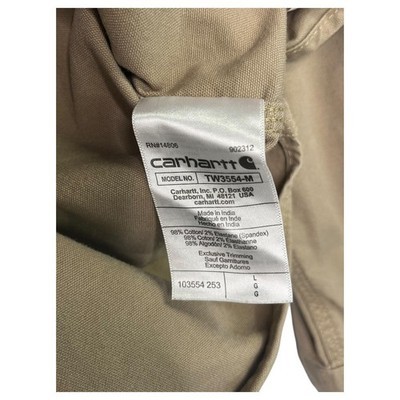 RN#14806 002312
carhartt
MODEL NO. TW3554-M
Carhartt, Inc. P.O. Box 600
Dearborn, MI 48121 USA
carhartt.com
Made in India
Fabriqué en Inde
Hecho en India
98% Cotton/ 2% Elastane (Spandex)
98% Coton/ 2% Élasthanne
98% Algodón/ 2% Elastano
Exclusive Trimming
Sauf Garnitures
Excepto Adorno
103554 253
L
G
G